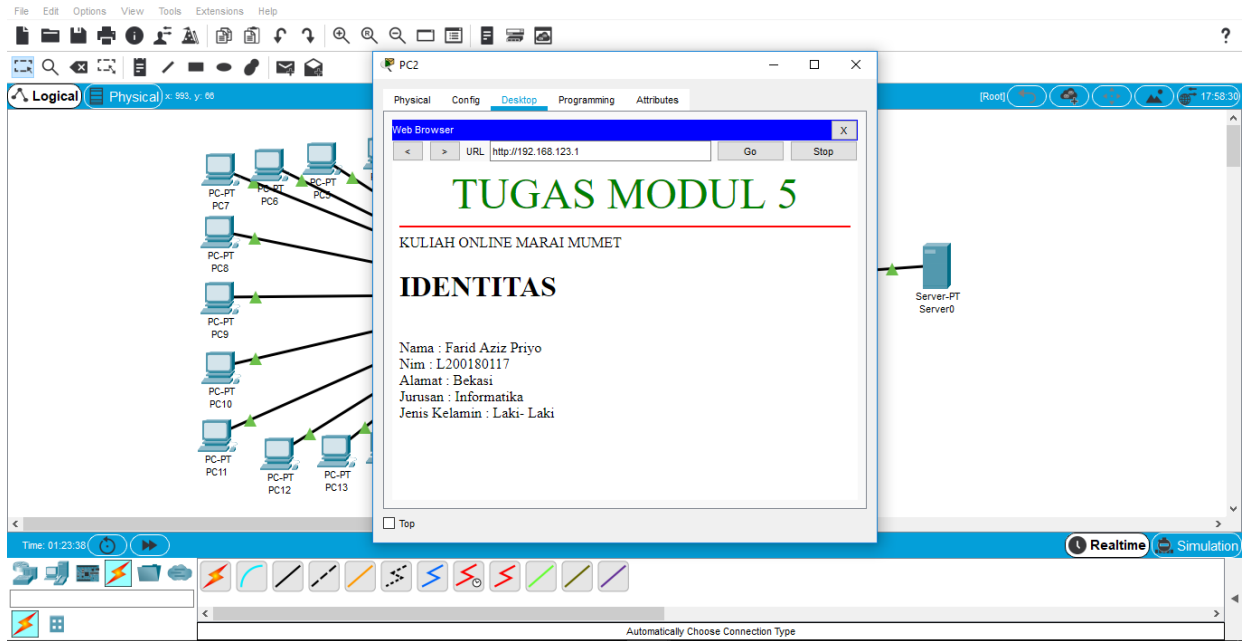 File Edit Options View Tools Extensions Help
?
PC2
Logical
Physical
x: 993, y: 66
[Root]
17:58:30
Physical Config Desktop Programming Attributes
Web Browser
X
< > URL http://192.168.123.1 Go Stop
TUGAS MODUL 5
KULIAH ONLINE MARAI MUMET
IDENTITAS
Nama : Farid Aziz Priyo
Nim : L200180117
Alamat : Bekasi
Jurusan : Informatika
Jenis Kelamin : Laki- Laki
Top
PC-PT
PC7
PC-PT
PC6
PC-PT
PC5
PC-PT
PC8
PC-PT
PC9
PC-PT
PC10
PC-PT
PC11
PC-PT
PC12
PC-PT
PC13
Server-PT
Server0
Time: 01:23:38
Realtime
Simulation
Automatically Choose Connection Type